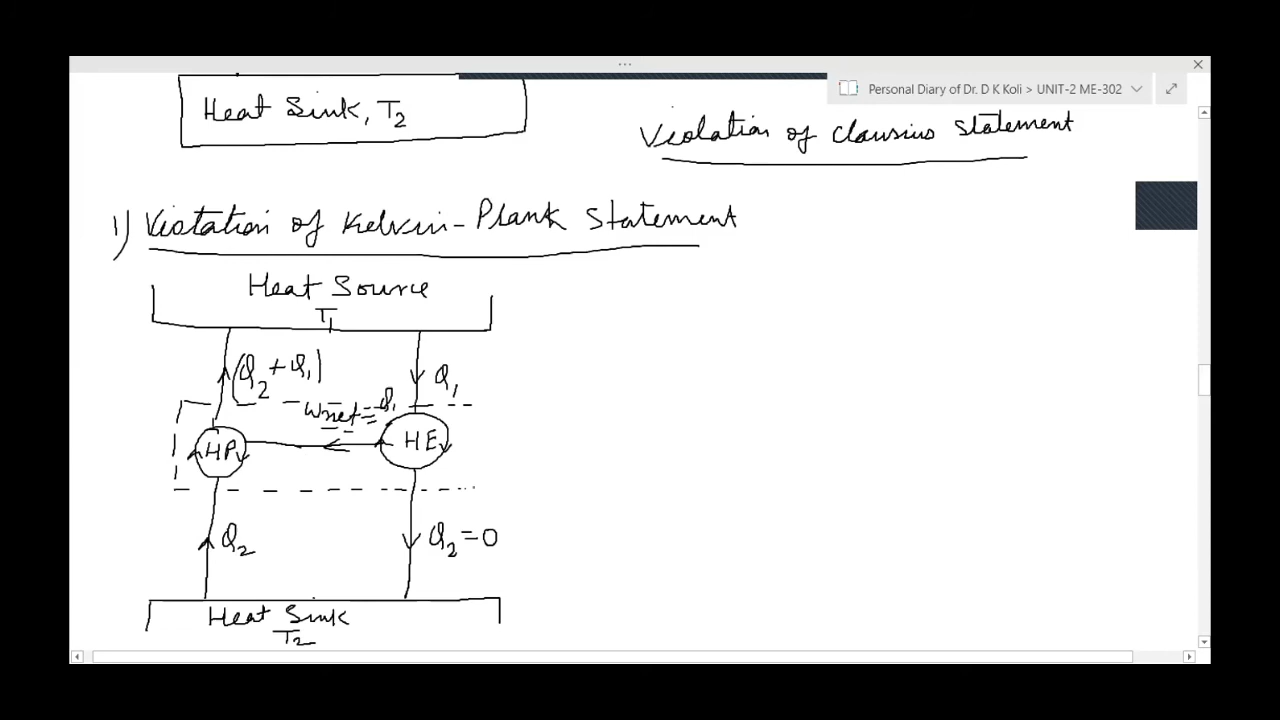 Personal Diary of Dr. D K Koli > UNIT-2 ME-302
Heat Sink, T2
Violation of Clausius Statement
1) Violation of Kelvin-Plank Statement
Heat Source
T1
(Q2 + Q1)
Q1
Wnet = Q1
HP
HE
Q2
Q2 = 0
Heat Sink
T2